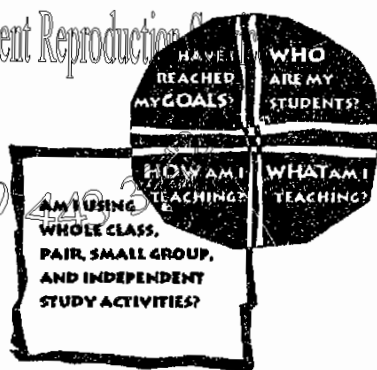 ent Reproduction
HAVE I
REACHED
MY GOALS?
WHO
ARE MY
STUDENTS?
HOW AM I
TEACHING?
WHAT AM I
TEACHING?
AM I USING
WHOLE CLASS,
PAIR, SMALL GROUP,
AND INDEPENDENT
STUDY ACTIVITIES?